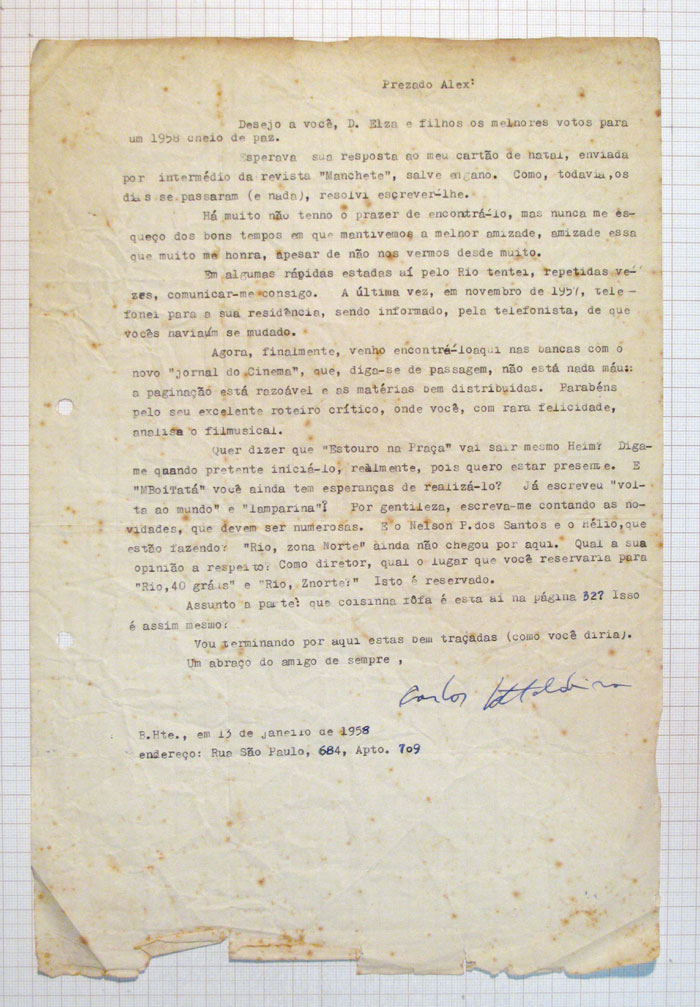 Prezado Alex:
Desejo a você, D. Elza e filhos os melhores votos para
um 1958 cheio de paz.
Esperava sua resposta ao meu cartão de natal, enviada
por intermédio da revista "Manchete", salve engano. Como, todavia,os
dias se passaram (e nada), resolvi escrever-lhe.
Há muito não tenho o prazer de encontrá-lo, mas nunca me es-
queço dos bons tempos em que mantivemos a melhor amizade, amizade essa
que muito me honra, apesar de não nos vermos desde muito.
Em algumas rápidas estadas aí pelo Rio tentei, repetidas ve-
zes, comunicar-me consigo. A última vez, em novembro de 1957, tele-
fonei para a sua residência, sendo informado, pela telefonista, de que
vocês haviaùm se mudado.
Agora, finalmente, venho encontrá-loaqui nas bancas com o
novo "jornal do Cinema", que, diga-se de passagem, não está nada máu::
a paginação está razoável e as matérias bem distribuidas. Parabéns
pelo seu excelente roteiro crítico, onde você, com rara felicidade,
analisa o filmusical.
Quer dizer que "Estouro na Praça" vai sair mesmo Heim? Diga-
me quando pretente iniciá-lo, realmente, pois quero estar presente. E
"MBoiTatá" você ainda tem esperanças de realizá-lo? Já escreveu "vol-
ta ao mundo" e "lamparina"? Por gentileza, escreva-me contando as no-
vidades, que devem ser numerosas. E o Nelson P.dos Santos e o Hélio,que
estão fazendo? "Rio, zona Norte" ainda não chegou por aqui. Qual a sua
opinião a respeito? Como diretor, qual o lugar que você reservaria para
"Rio,40 gráus" e "Rio, Znorte?" Isto é reservado.
Assunto a parte: que coisinha fôfa é esta ai na página 32? Isso
é assim mesmo?
Vou terminando por aqui estas bem traçadas (como você diria).
Um abraço do amigo de sempre ,
Carlos
B.Hte., em 13 de janeiro de 1958
endereço: Rua São Paulo, 684, Apto. 709